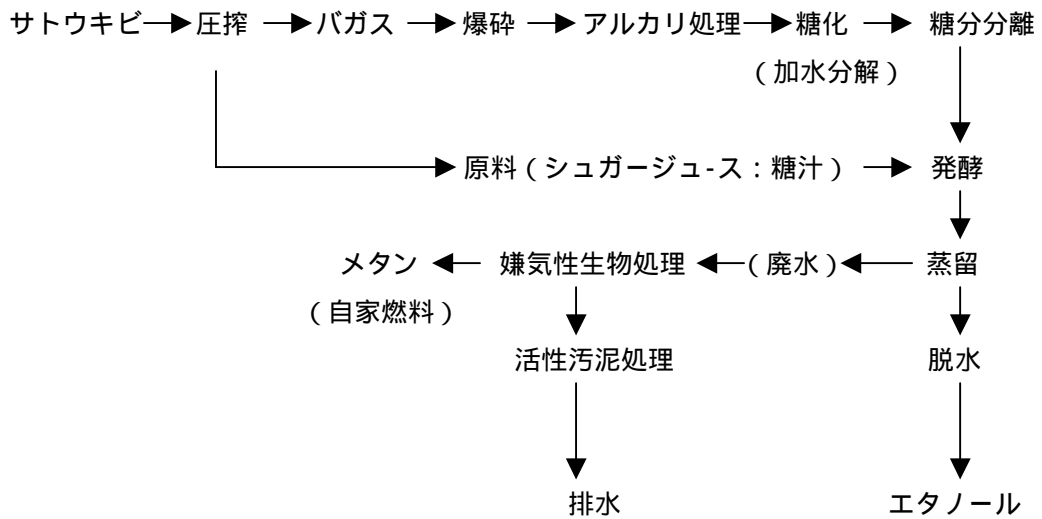 サトウキビ 圧搾 バガス 爆砕 アルカリ処理 糖化 糖分分離
(加水分解)
原料(シュガージュ-ス:糖汁) 発酵
メタン 嫌気性生物処理 (廃水) 蒸留
(自家燃料)
活性汚泥処理 脱水
排水 エタノール